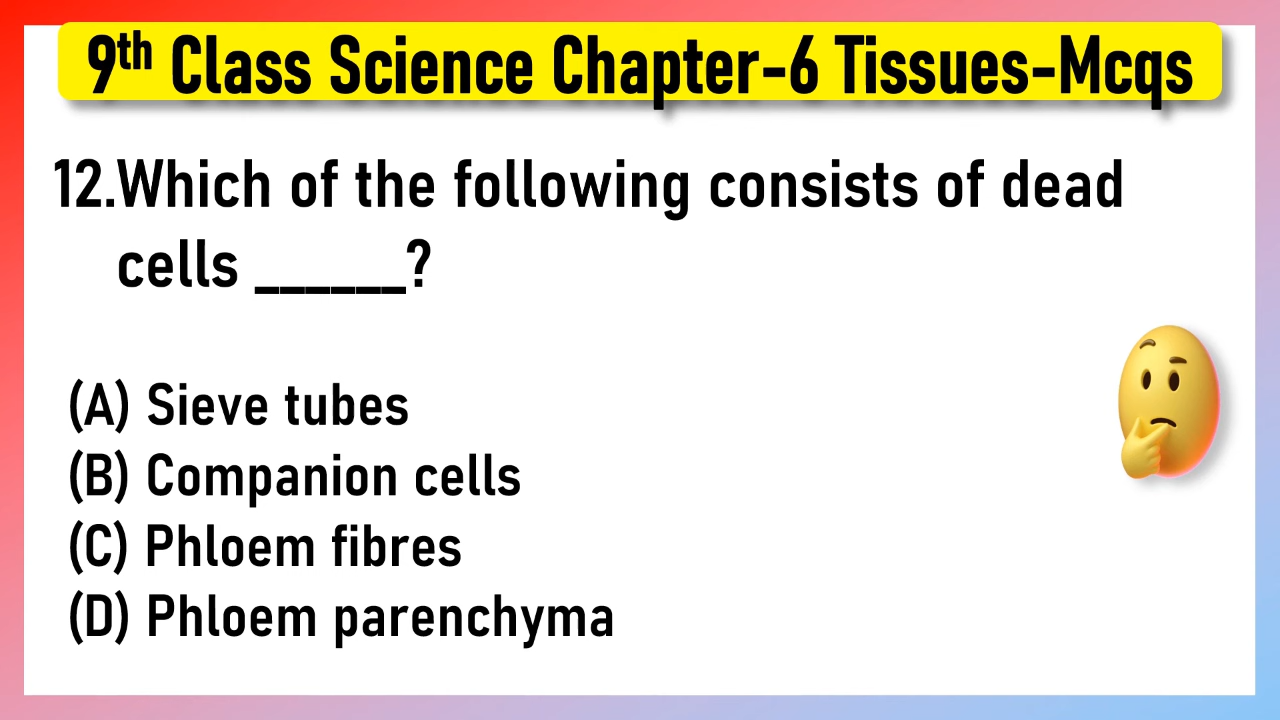 9th Class Science Chapter-6 Tissues-Mcqs
12.Which of the following consists of dead
cells ______?
(A) Sieve tubes
(B) Companion cells
(C) Phloem fibres
(D) Phloem parenchyma